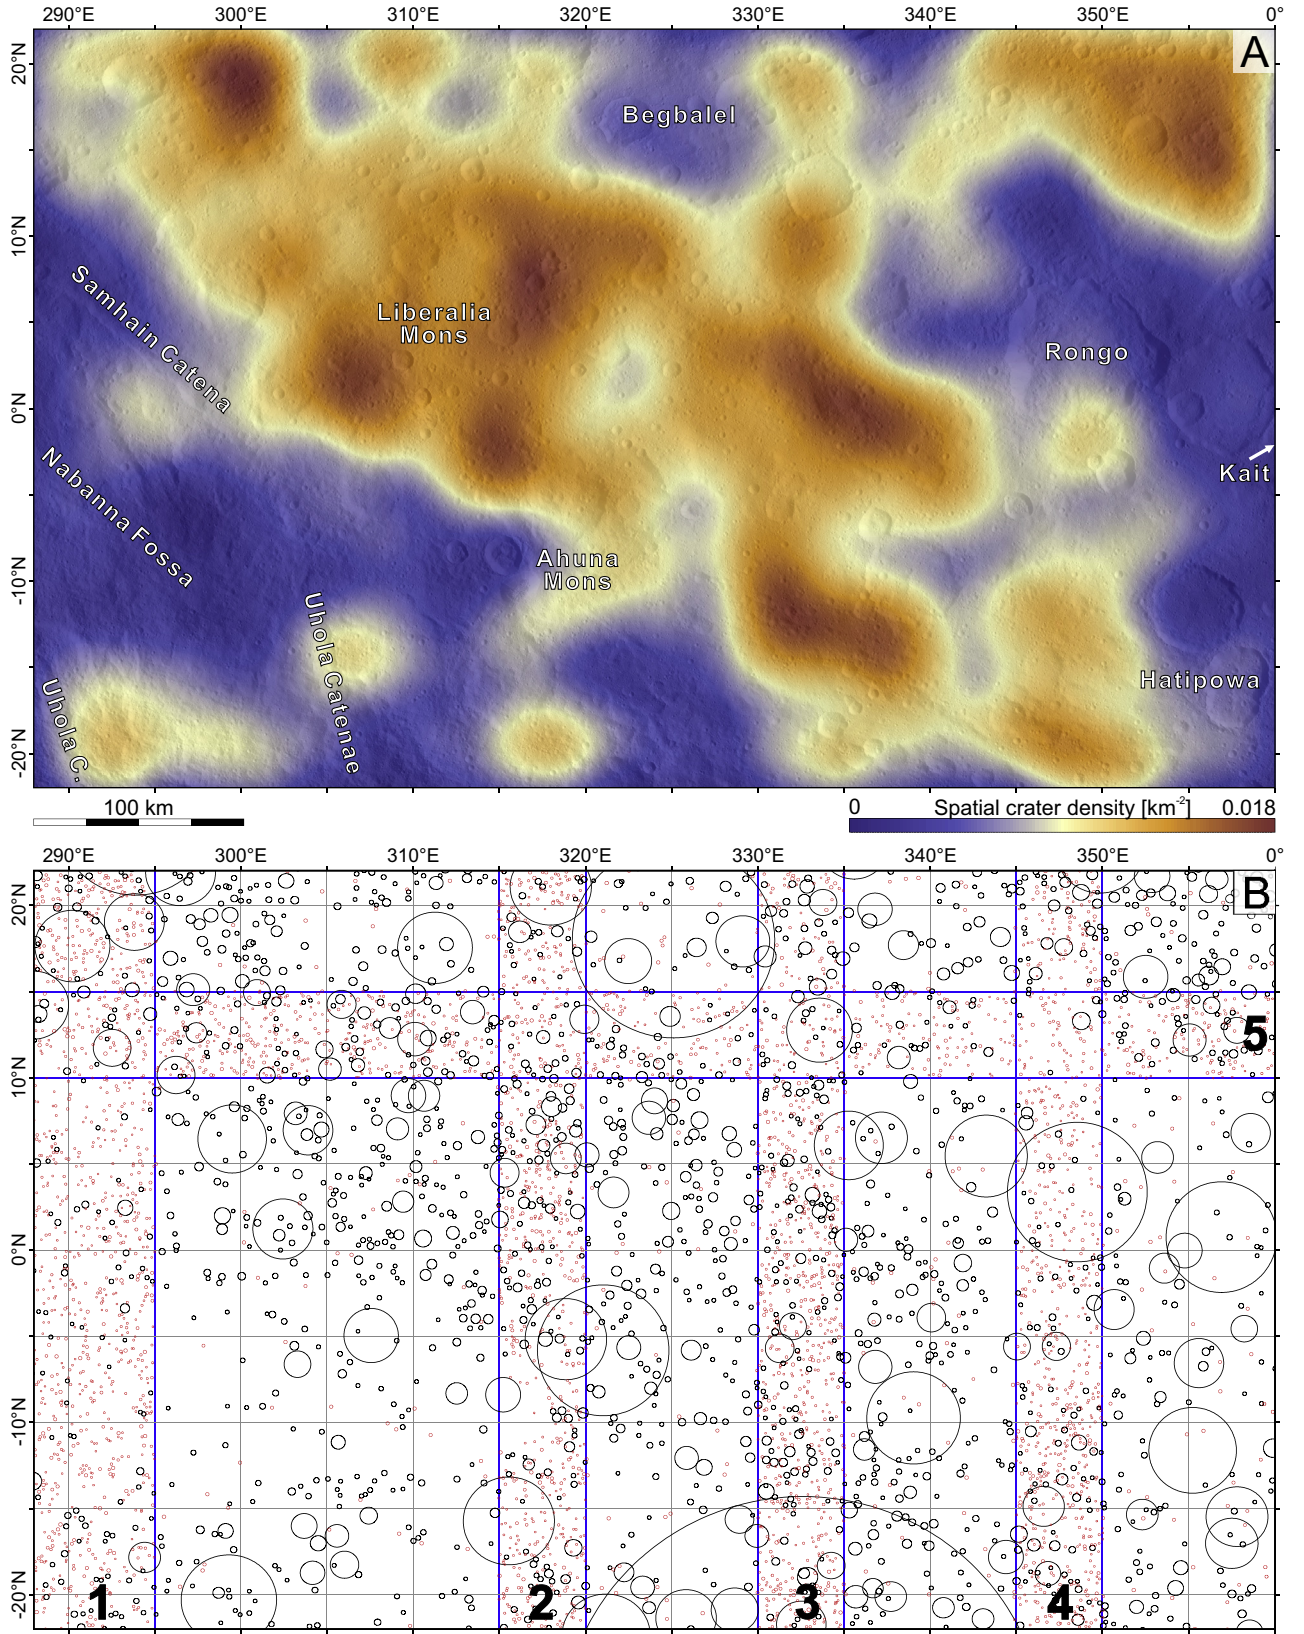 290°E 300°E 310°E 320°E 330°E 340°E 350°E 0°
A
20°N
10°N
0°N
-10°N
-20°N
Begbalel
Samhain Catena
Liberalia
Mons
Rongo
Kait
Nabanna Fossa
Ahuna
Mons
Uhola Catenae
Uhola C.
Hatipowa
100 km
0 Spatial crater density [km-2] 0.018
290°E 300°E 310°E 320°E 330°E 340°E 350°E 0°
B
20°N
10°N
0°N
-10°N
-20°N
5
1 2 3 4